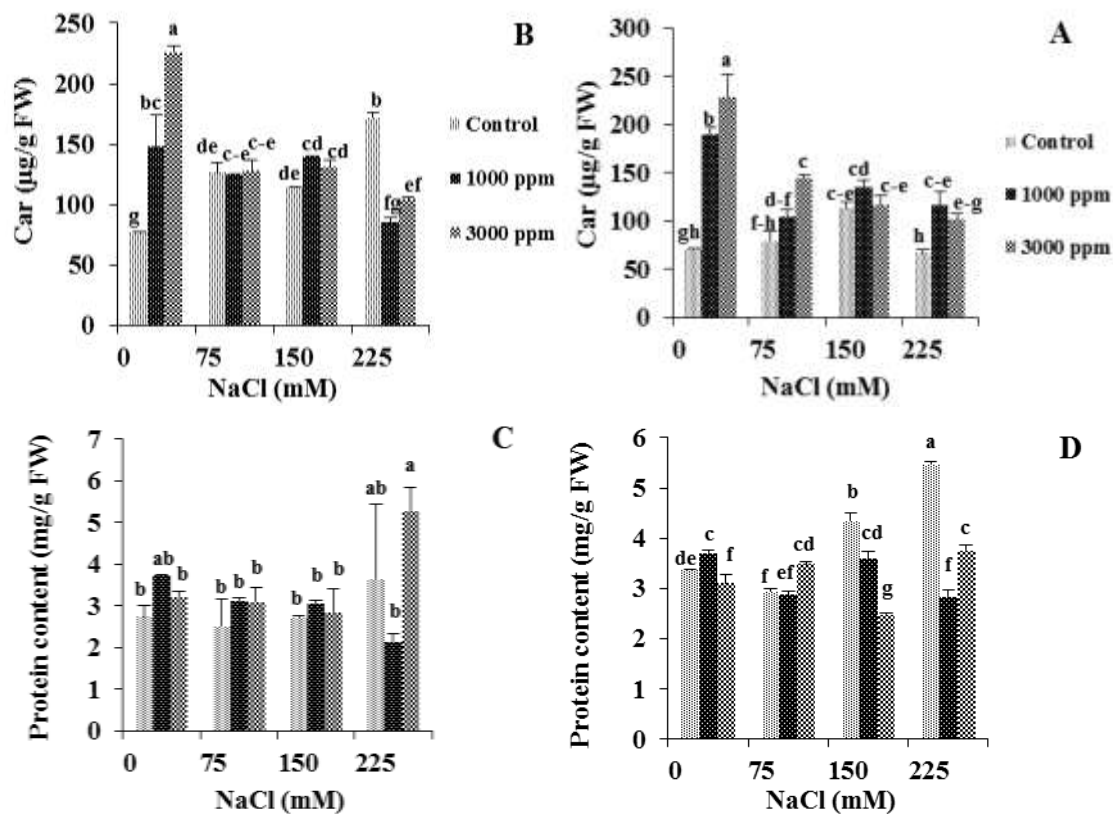 B
Car (µg/g FW)
250
200
150
100
50
0
g
bc
a
de
c-e
c-e
de
cd
cd
b
fg
ef
0
75
150
225
NaCl (mM)
Control
1000 ppm
3000 ppm
A
Car (µg/g FW)
300
250
200
150
100
50
0
gh
b
a
f-h
d-f
c
c-e
cd
c-e
h
c-e
e-g
0
75
150
225
NaCl (mM)
Control
1000 ppm
3000 ppm
C
Protein content (mg/g FW)
7
6
5
4
3
2
1
0
b
ab
b
b
b
b
b
b
b
ab
b
a
0
75
150
225
NaCl (mM)
D
Protein content (mg/g FW)
6
5
4
3
2
1
0
de
c
f
f
ef
cd
b
cd
g
a
f
c
0
75
150
225
NaCl (mM)